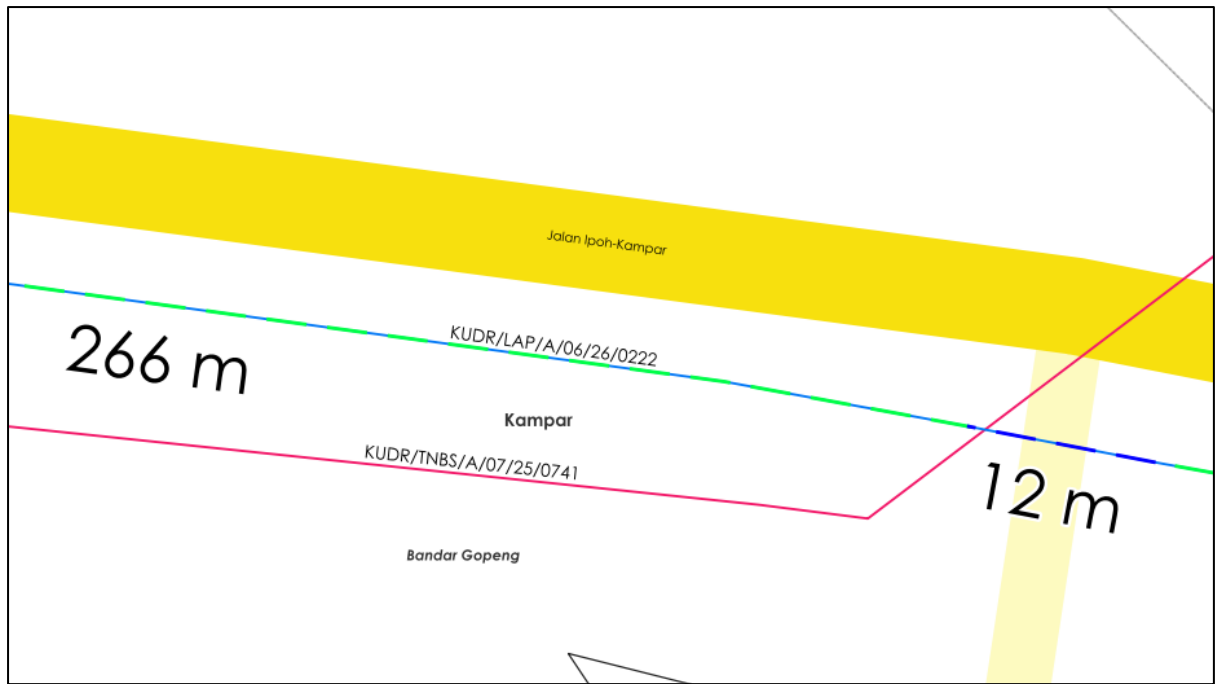 Jalan Ipoh-Kampar
KUDR/LAP/A/06/26/0222
266 m
Kampar
KUDR/TNBS/A/07/25/0741
12 m
Bandar Gopeng